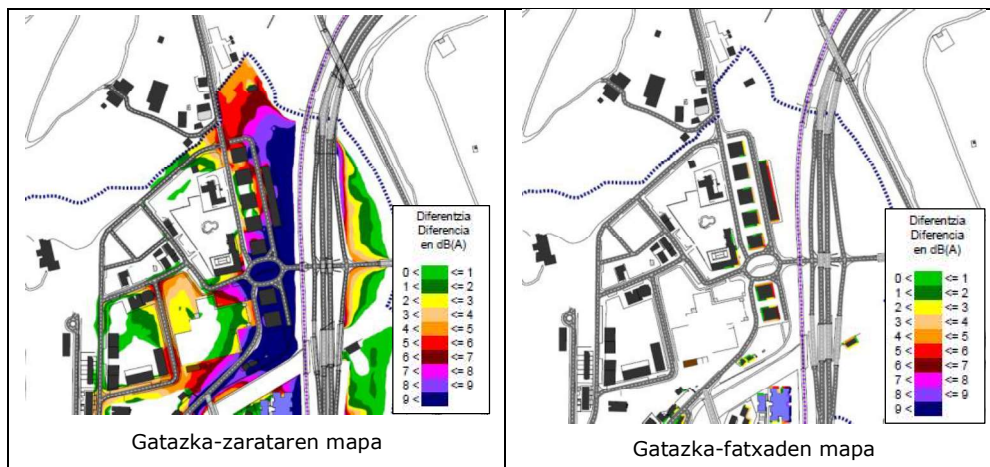 Diferentzia
Diferencia
en dB(A)
0 < <= 1
1 < <= 2
2 < <= 3
3 < <= 4
4 < <= 5
5 < <= 6
6 < <= 7
7 < <= 8
8 < <= 9
9 <
Gatazka-zarataren mapa
Diferentzia
Diferencia
en dB(A)
0 < <= 1
1 < <= 2
2 < <= 3
3 < <= 4
4 < <= 5
5 < <= 6
6 < <= 7
7 < <= 8
8 < <= 9
9 <
Gatazka-fatxaden mapa